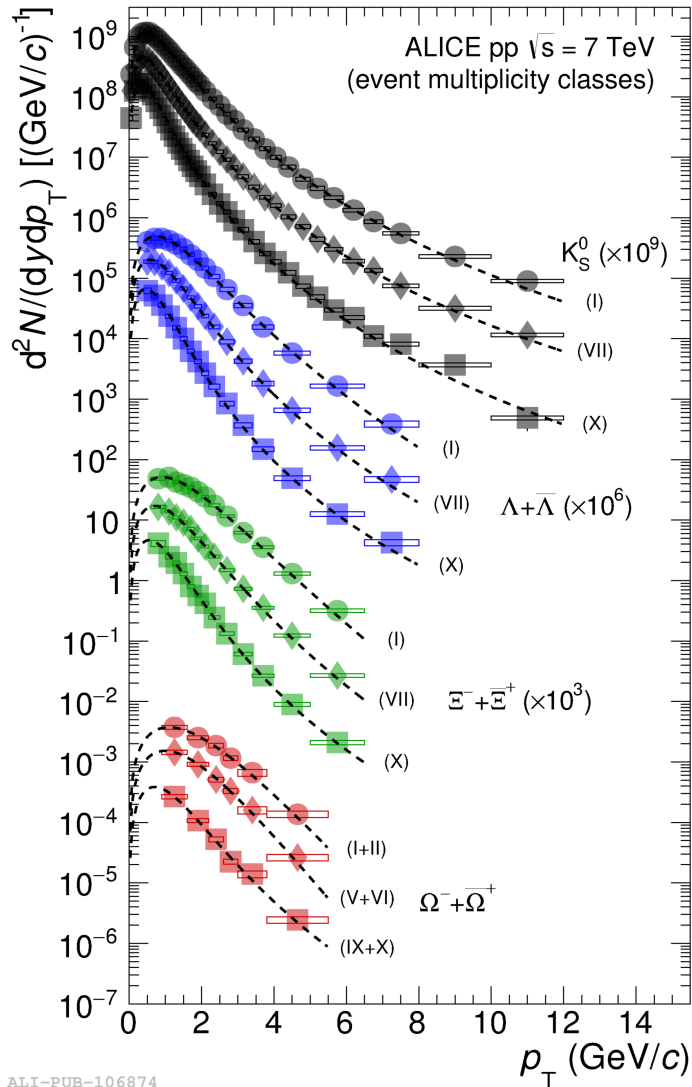 ALICE pp √s = 7 TeV
(event multiplicity classes)
d²N/(dydp_T) [(GeV/c)⁻¹]
10⁹
10⁸
10⁷
10⁶
10⁵
10⁴
10³
10²
10
1
10⁻¹
10⁻²
10⁻³
10⁻⁴
10⁻⁵
10⁻⁶
10⁻⁷
K⁰_S (×10⁹)
(I)
(VII)
(X)
(I)
(VII)
Λ+Λ̅ (×10⁶)
(X)
(I)
(VII)
Ξ⁻+Ξ̅⁺ (×10³)
(X)
(I+II)
(V+VI)
Ω⁻+Ω̅⁺
(IX+X)
0 2 4 6 8 10 12 14
p_T (GeV/c)
ALI-PUB-106874